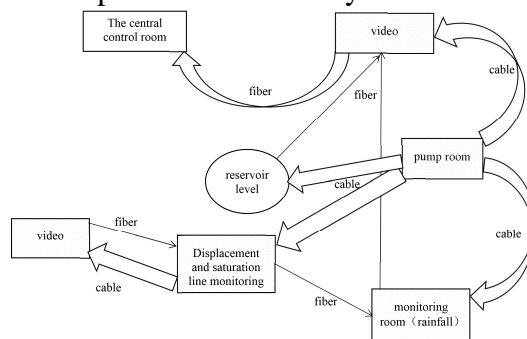 The central
control room
video
cable
fiber
fiber
pump room
reservoir
level
cable
video
fiber
Displacement
and saturation
line monitoring
cable
cable
fiber
monitoring
room（rainfall）